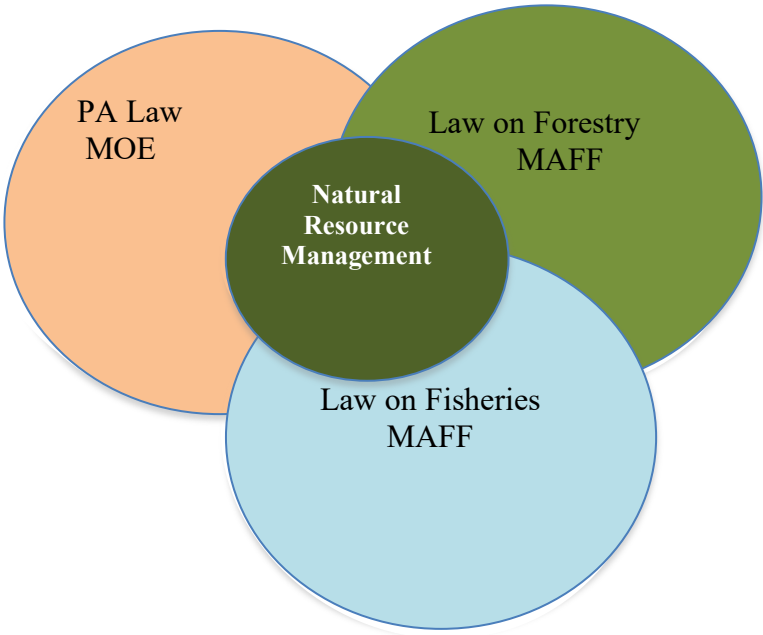 PA Law
MOE
Law on Forestry
MAFF
Natural
Resource
Management
Law on Fisheries
MAFF